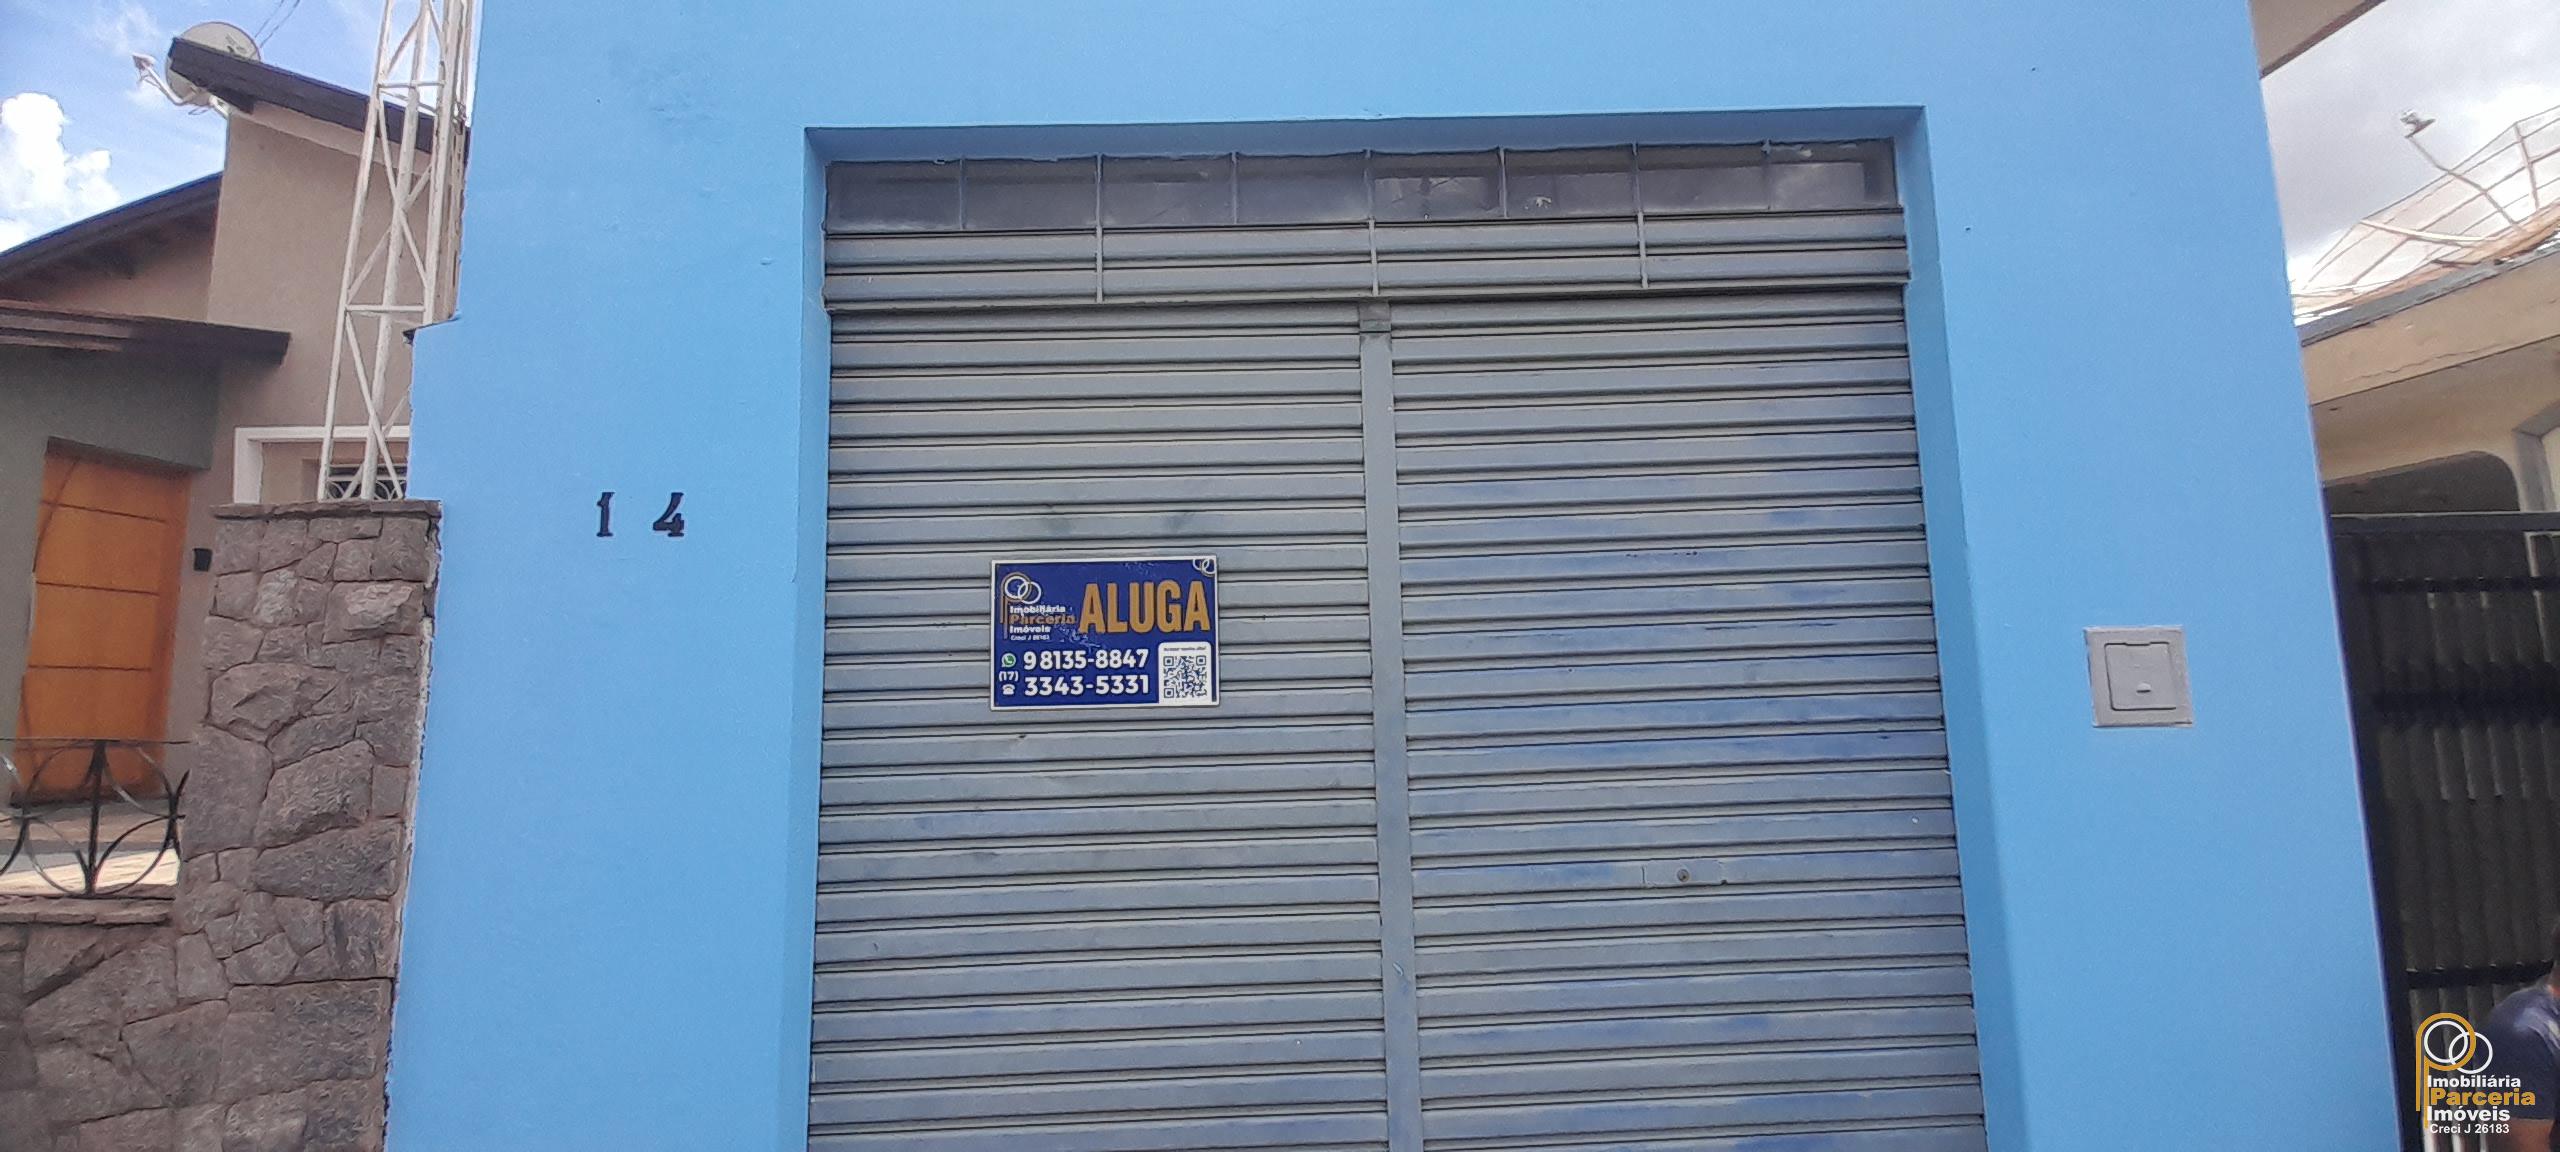 14
Imobiliária
Parceria
Imóveis
Creci J 26183
ALUGA
98135-8847
(17)
3343-5331
Imobiliária
Parceria
Imóveis
Creci J 26183